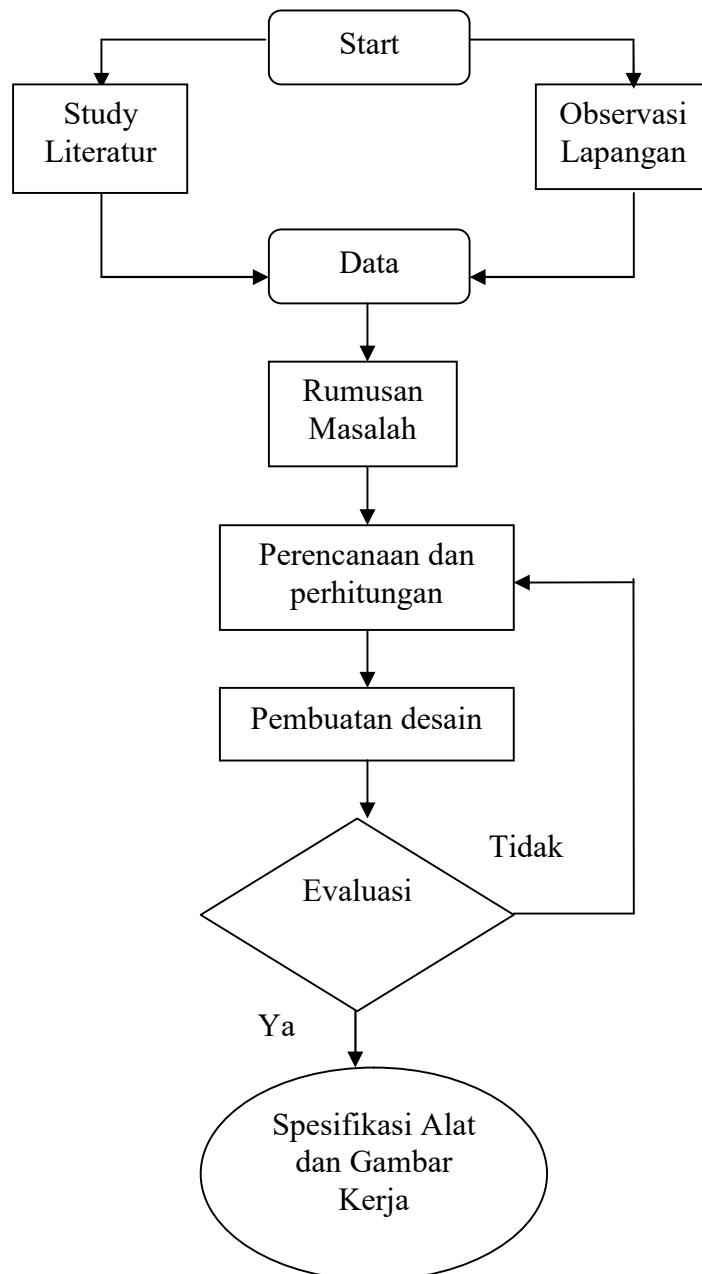 Start
Study
Literatur
Observasi
Lapangan
Data
Rumusan
Masalah
Perencanaan dan
perhitungan
Pembuatan desain
Tidak
Evaluasi
Ya
Spesifikasi Alat
dan Gambar
Kerja